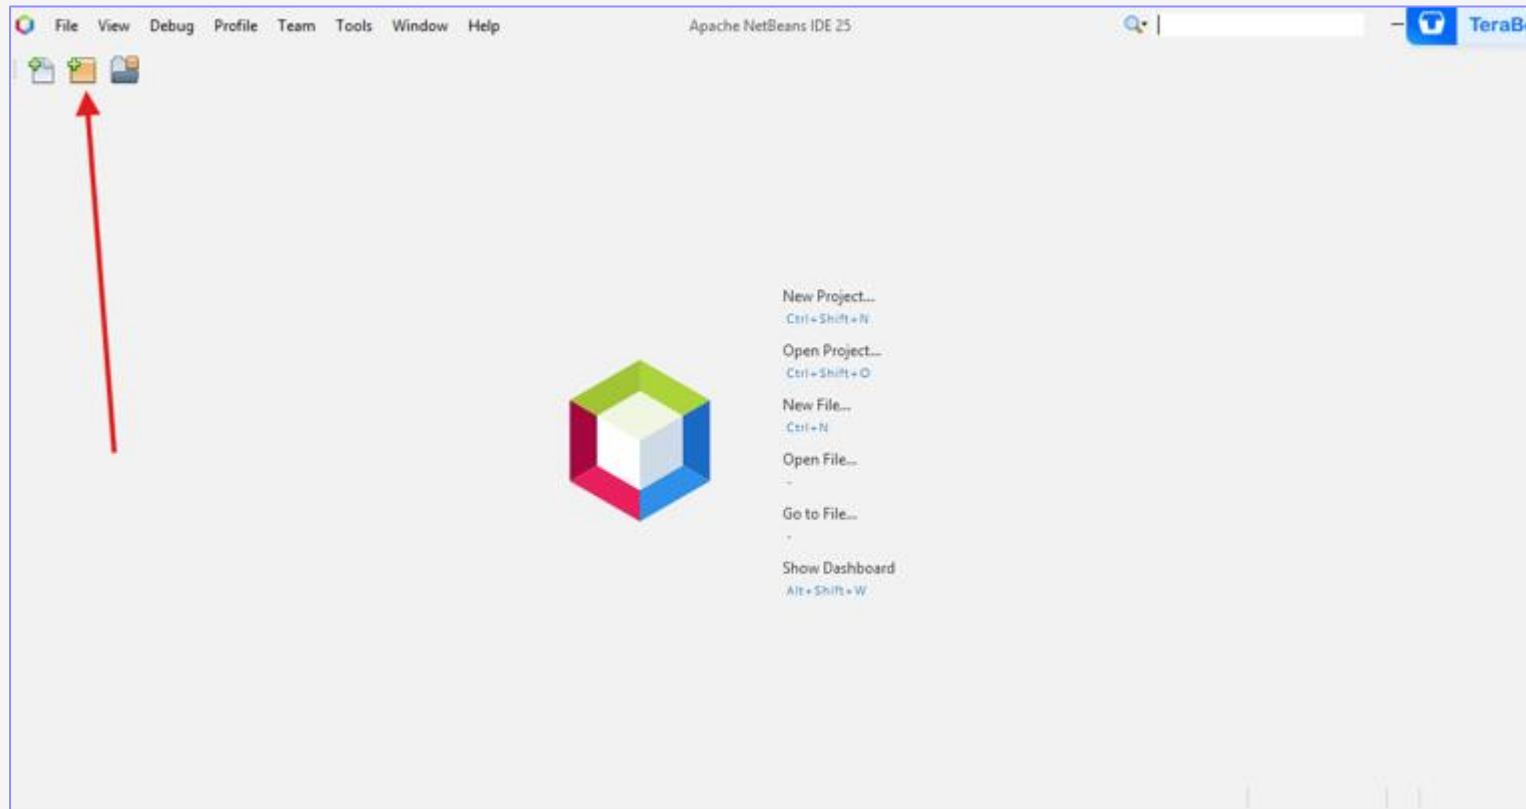 File View Debug Profile Team Tools Window Help Apache NetBeans IDE 25 TeraB
New Project...
Ctrl+Shift+N
Open Project...
Ctrl+Shift+O
New File...
Ctrl+N
Open File...
-
Go to File...
-
Show Dashboard
Alt+Shift+W